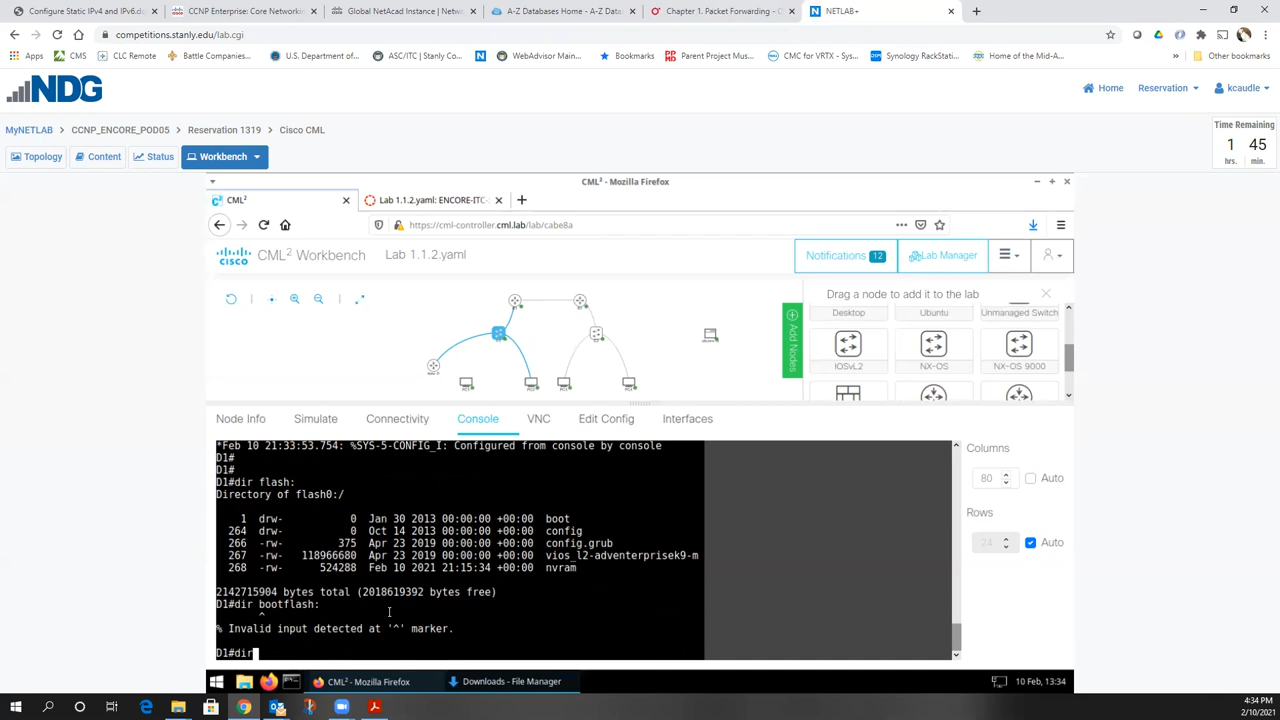 Configure Static IPv4 and IPv6.do
CCNP Enterprise: Core Networkin
Global NetAcad Instance | Netw
A-Z Databases Home - A-Z Datab
Chapter 1. Packet Forwarding - C
NETLAB+
competitions.stanly.edu/lab.cgi
Apps
CMS
CLC Remote
Battle Companies...
U.S. Department of...
ASC/ITC | Stanly Co...
WebAdvisor Main...
Bookmarks
Parent Project Mus...
CMC for VRTX - Sys...
Synology RackStati...
Home of the Mid-A...
Other bookmarks
NDG
Home
Reservation
kcaudle
MyNETLAB > CCNP_ENCORE_POD05 > Reservation 1319 > Cisco CML
Time Remaining
1 45
hrs. min.
Topology
Content
Status
Workbench
CML² - Mozilla Firefox
CML²
Lab 1.1.2.yaml: ENCORE-ITC-
https://cml-controller.cml.lab/lab/cabe8a
cisco
CML² Workbench
Lab 1.1.2.yaml
Notifications 12
Lab Manager
Drag a node to add it to the lab
Desktop
Ubuntu
Unmanaged Switch
Add Nodes
IOSvL2
NX-OS
NX-OS 9000
Node Info
Simulate
Connectivity
Console
VNC
Edit Config
Interfaces
*Feb 10 21:33:53.754: %SYS-5-CONFIG_I: Configured from console by console
D1#
D1#
D1#dir flash:
Directory of flash0:/
1 drw- 0 Jan 30 2013 00:00:00 +00:00 boot
264 drw- 0 Oct 14 2013 00:00:00 +00:00 config
266 -rw- 375 Apr 23 2019 00:00:00 +00:00 config.grub
267 -rw- 118966680 Apr 23 2019 00:00:00 +00:00 vios_l2-adventerprisek9-m
268 -rw- 524288 Feb 10 2021 21:15:34 +00:00 nvram
2142715904 bytes total (2018619392 bytes free)
D1#dir bootflash:
^
% Invalid input detected at '^' marker.
D1#dir
Columns
80
Auto
Rows
24
Auto
CML² - Mozilla Firefox
Downloads - File Manager
10 Feb, 13:34
4:34 PM
2/10/2021